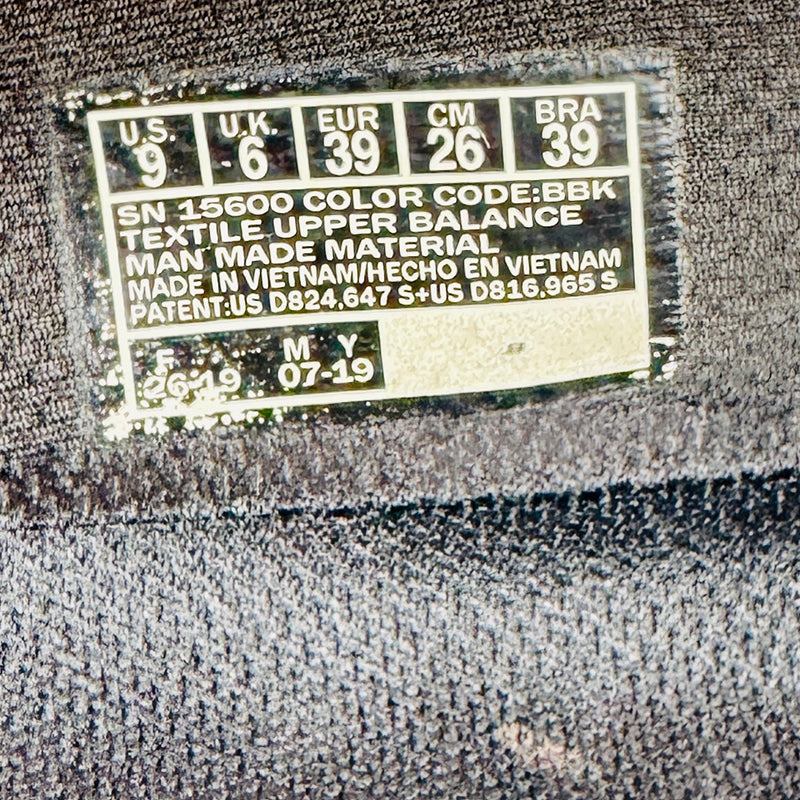 U.S. U.K. EUR CM BRA
9 6 39 26 39
SN 15600 COLOR CODE:BBK
TEXTILE UPPER BALANCE
MAN MADE MATERIAL
MADE IN VIETNAM/HECHO EN VIETNAM
PATENT:US D824,647 S+US D816,965 S
F M Y
26-19 07-19